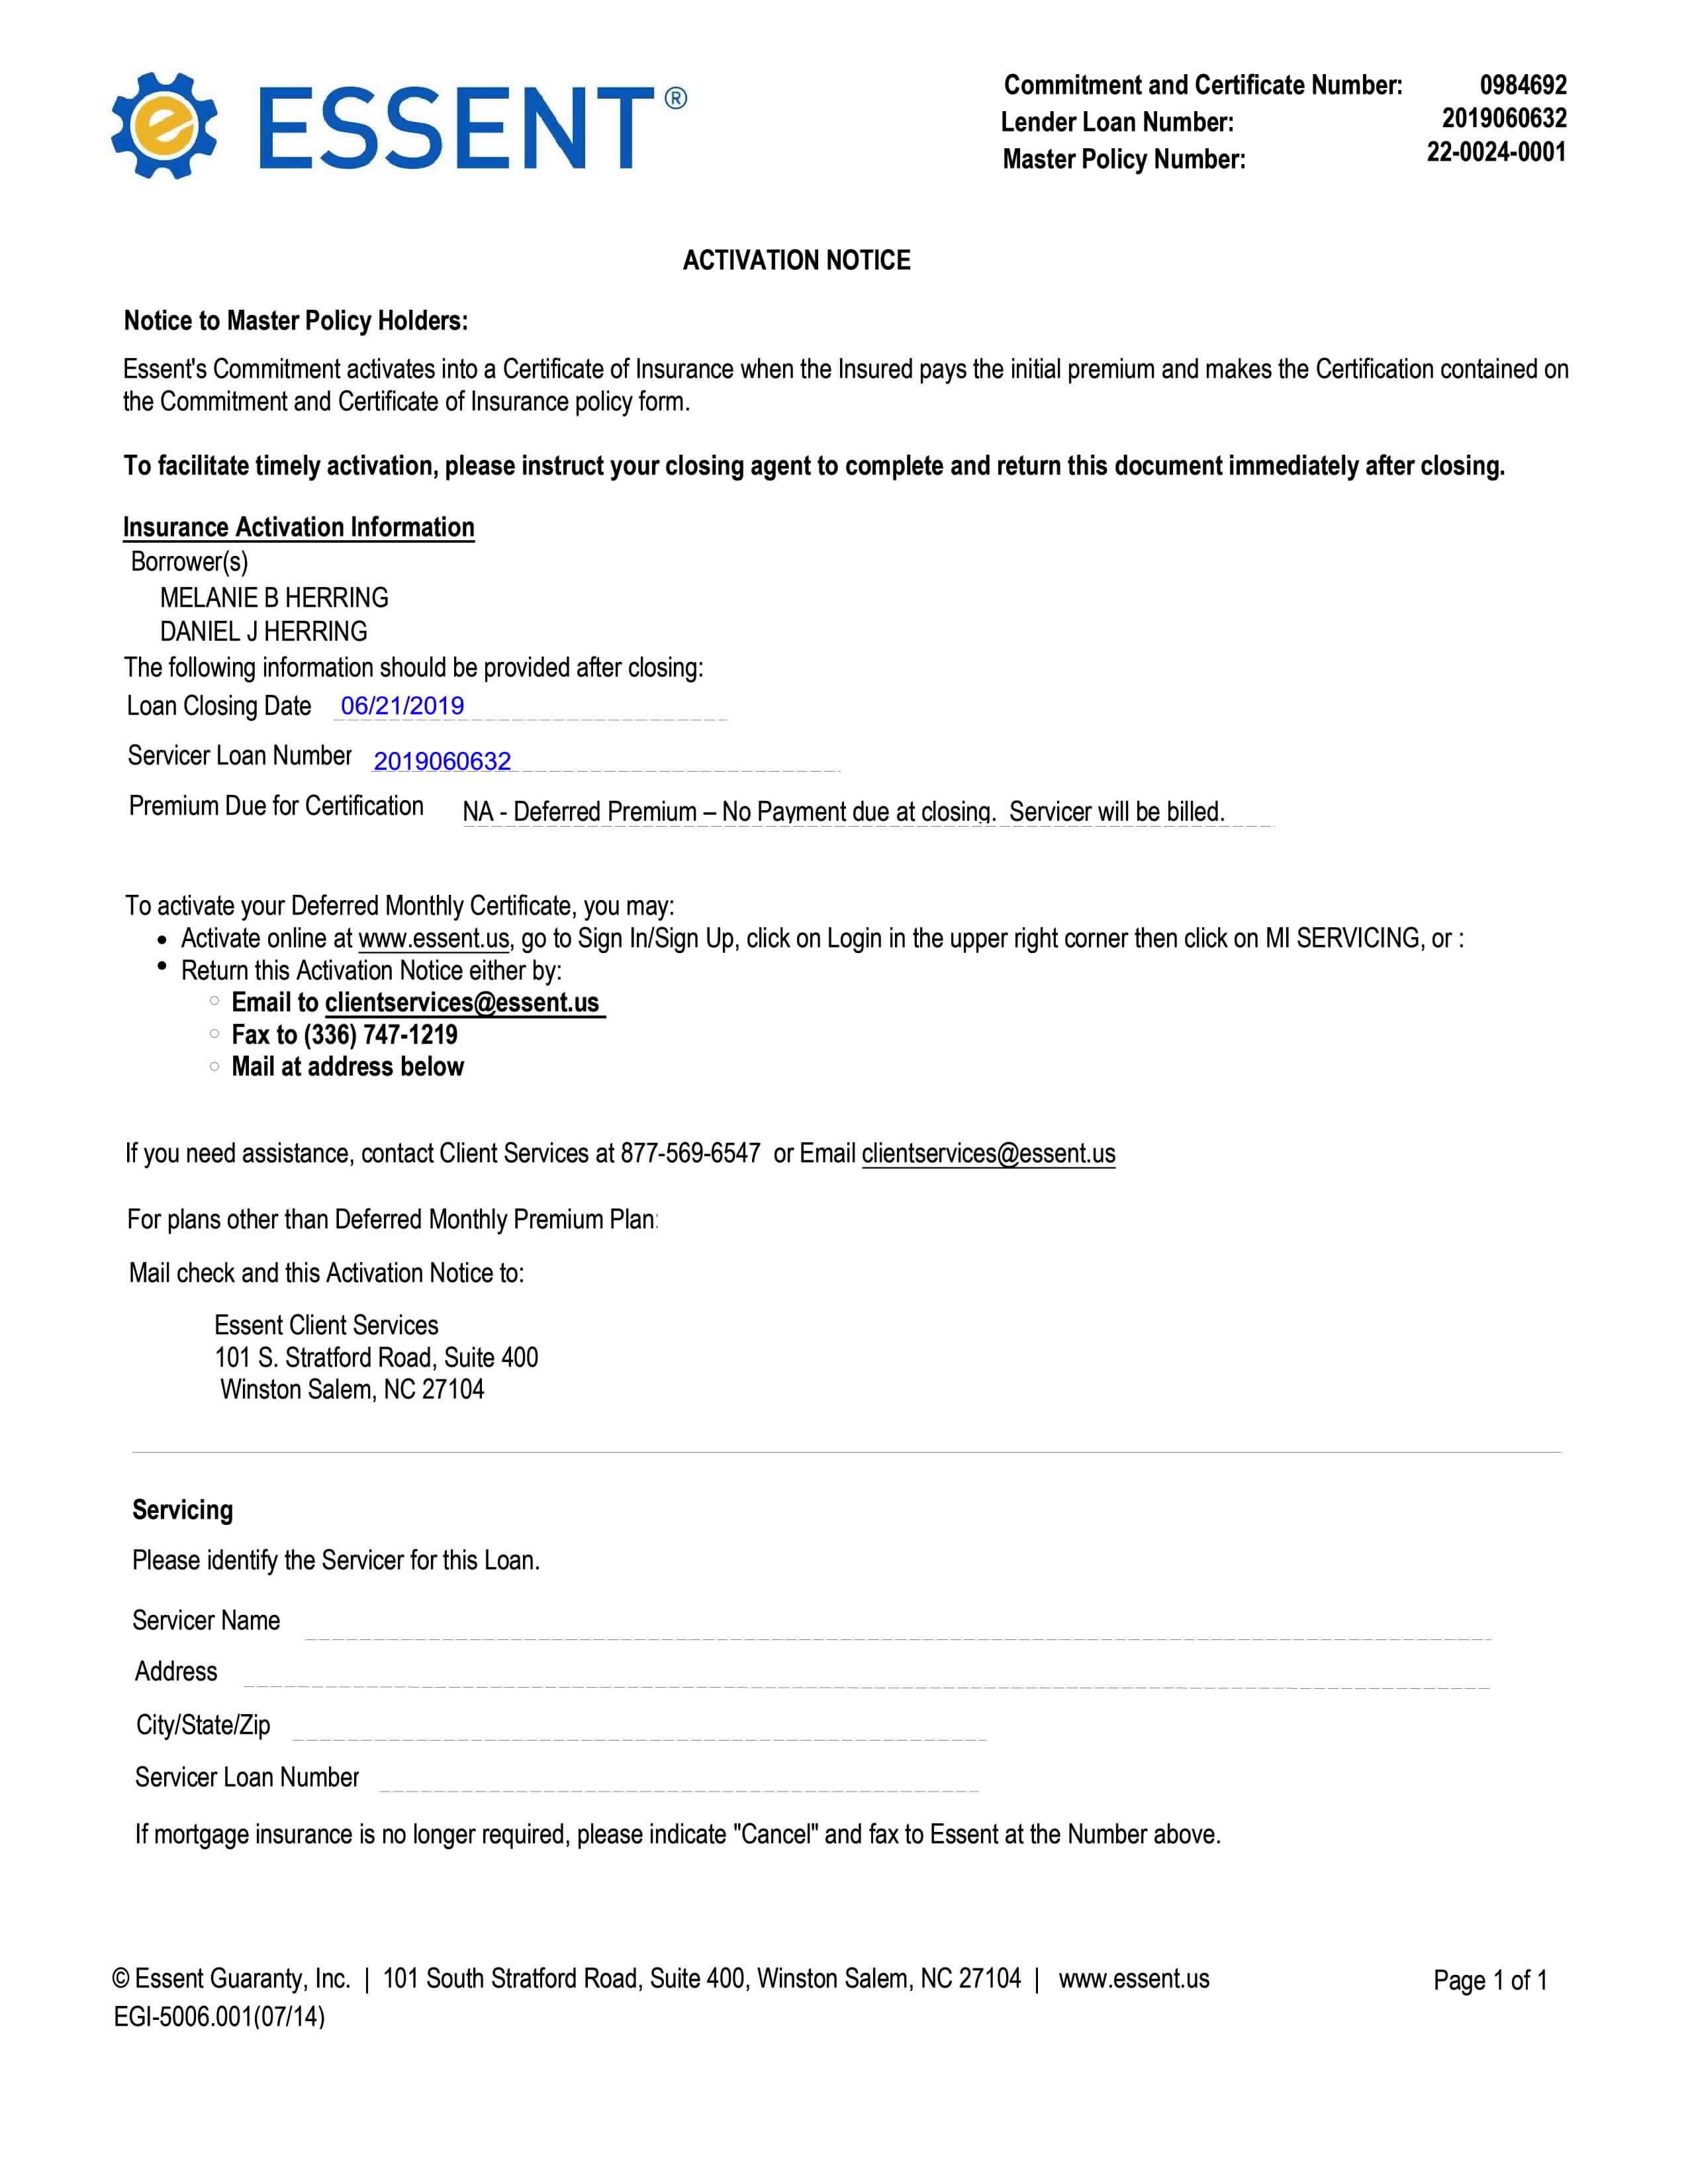 ESSENT®
Commitment and Certificate Number: 0984692
Lender Loan Number: 2019060632
Master Policy Number: 22-0024-0001
ACTIVATION NOTICE
Notice to Master Policy Holders:
Essent's Commitment activates into a Certificate of Insurance when the Insured pays the initial premium and makes the Certification contained on
the Commitment and Certificate of Insurance policy form.
To facilitate timely activation, please instruct your closing agent to complete and return this document immediately after closing.
Insurance Activation Information
Borrower(s)
MELANIE B HERRING
DANIEL J HERRING
The following information should be provided after closing:
Loan Closing Date 06/21/2019
Servicer Loan Number 2019060632
Premium Due for Certification NA - Deferred Premium – No Payment due at closing. Servicer will be billed.
To activate your Deferred Monthly Certificate, you may:
• Activate online at www.essent.us, go to Sign In/Sign Up, click on Login in the upper right corner then click on MI SERVICING, or :
• Return this Activation Notice either by:
○ Email to clientservices@essent.us
○ Fax to (336) 747-1219
○ Mail at address below
If you need assistance, contact Client Services at 877-569-6547 or Email clientservices@essent.us
For plans other than Deferred Monthly Premium Plan:
Mail check and this Activation Notice to:
Essent Client Services
101 S. Stratford Road, Suite 400
Winston Salem, NC 27104
Servicing
Please identify the Servicer for this Loan.
Servicer Name
Address
City/State/Zip
Servicer Loan Number
If mortgage insurance is no longer required, please indicate "Cancel" and fax to Essent at the Number above.
© Essent Guaranty, Inc. | 101 South Stratford Road, Suite 400, Winston Salem, NC 27104 | www.essent.us
Page 1 of 1
EGI-5006.001(07/14)